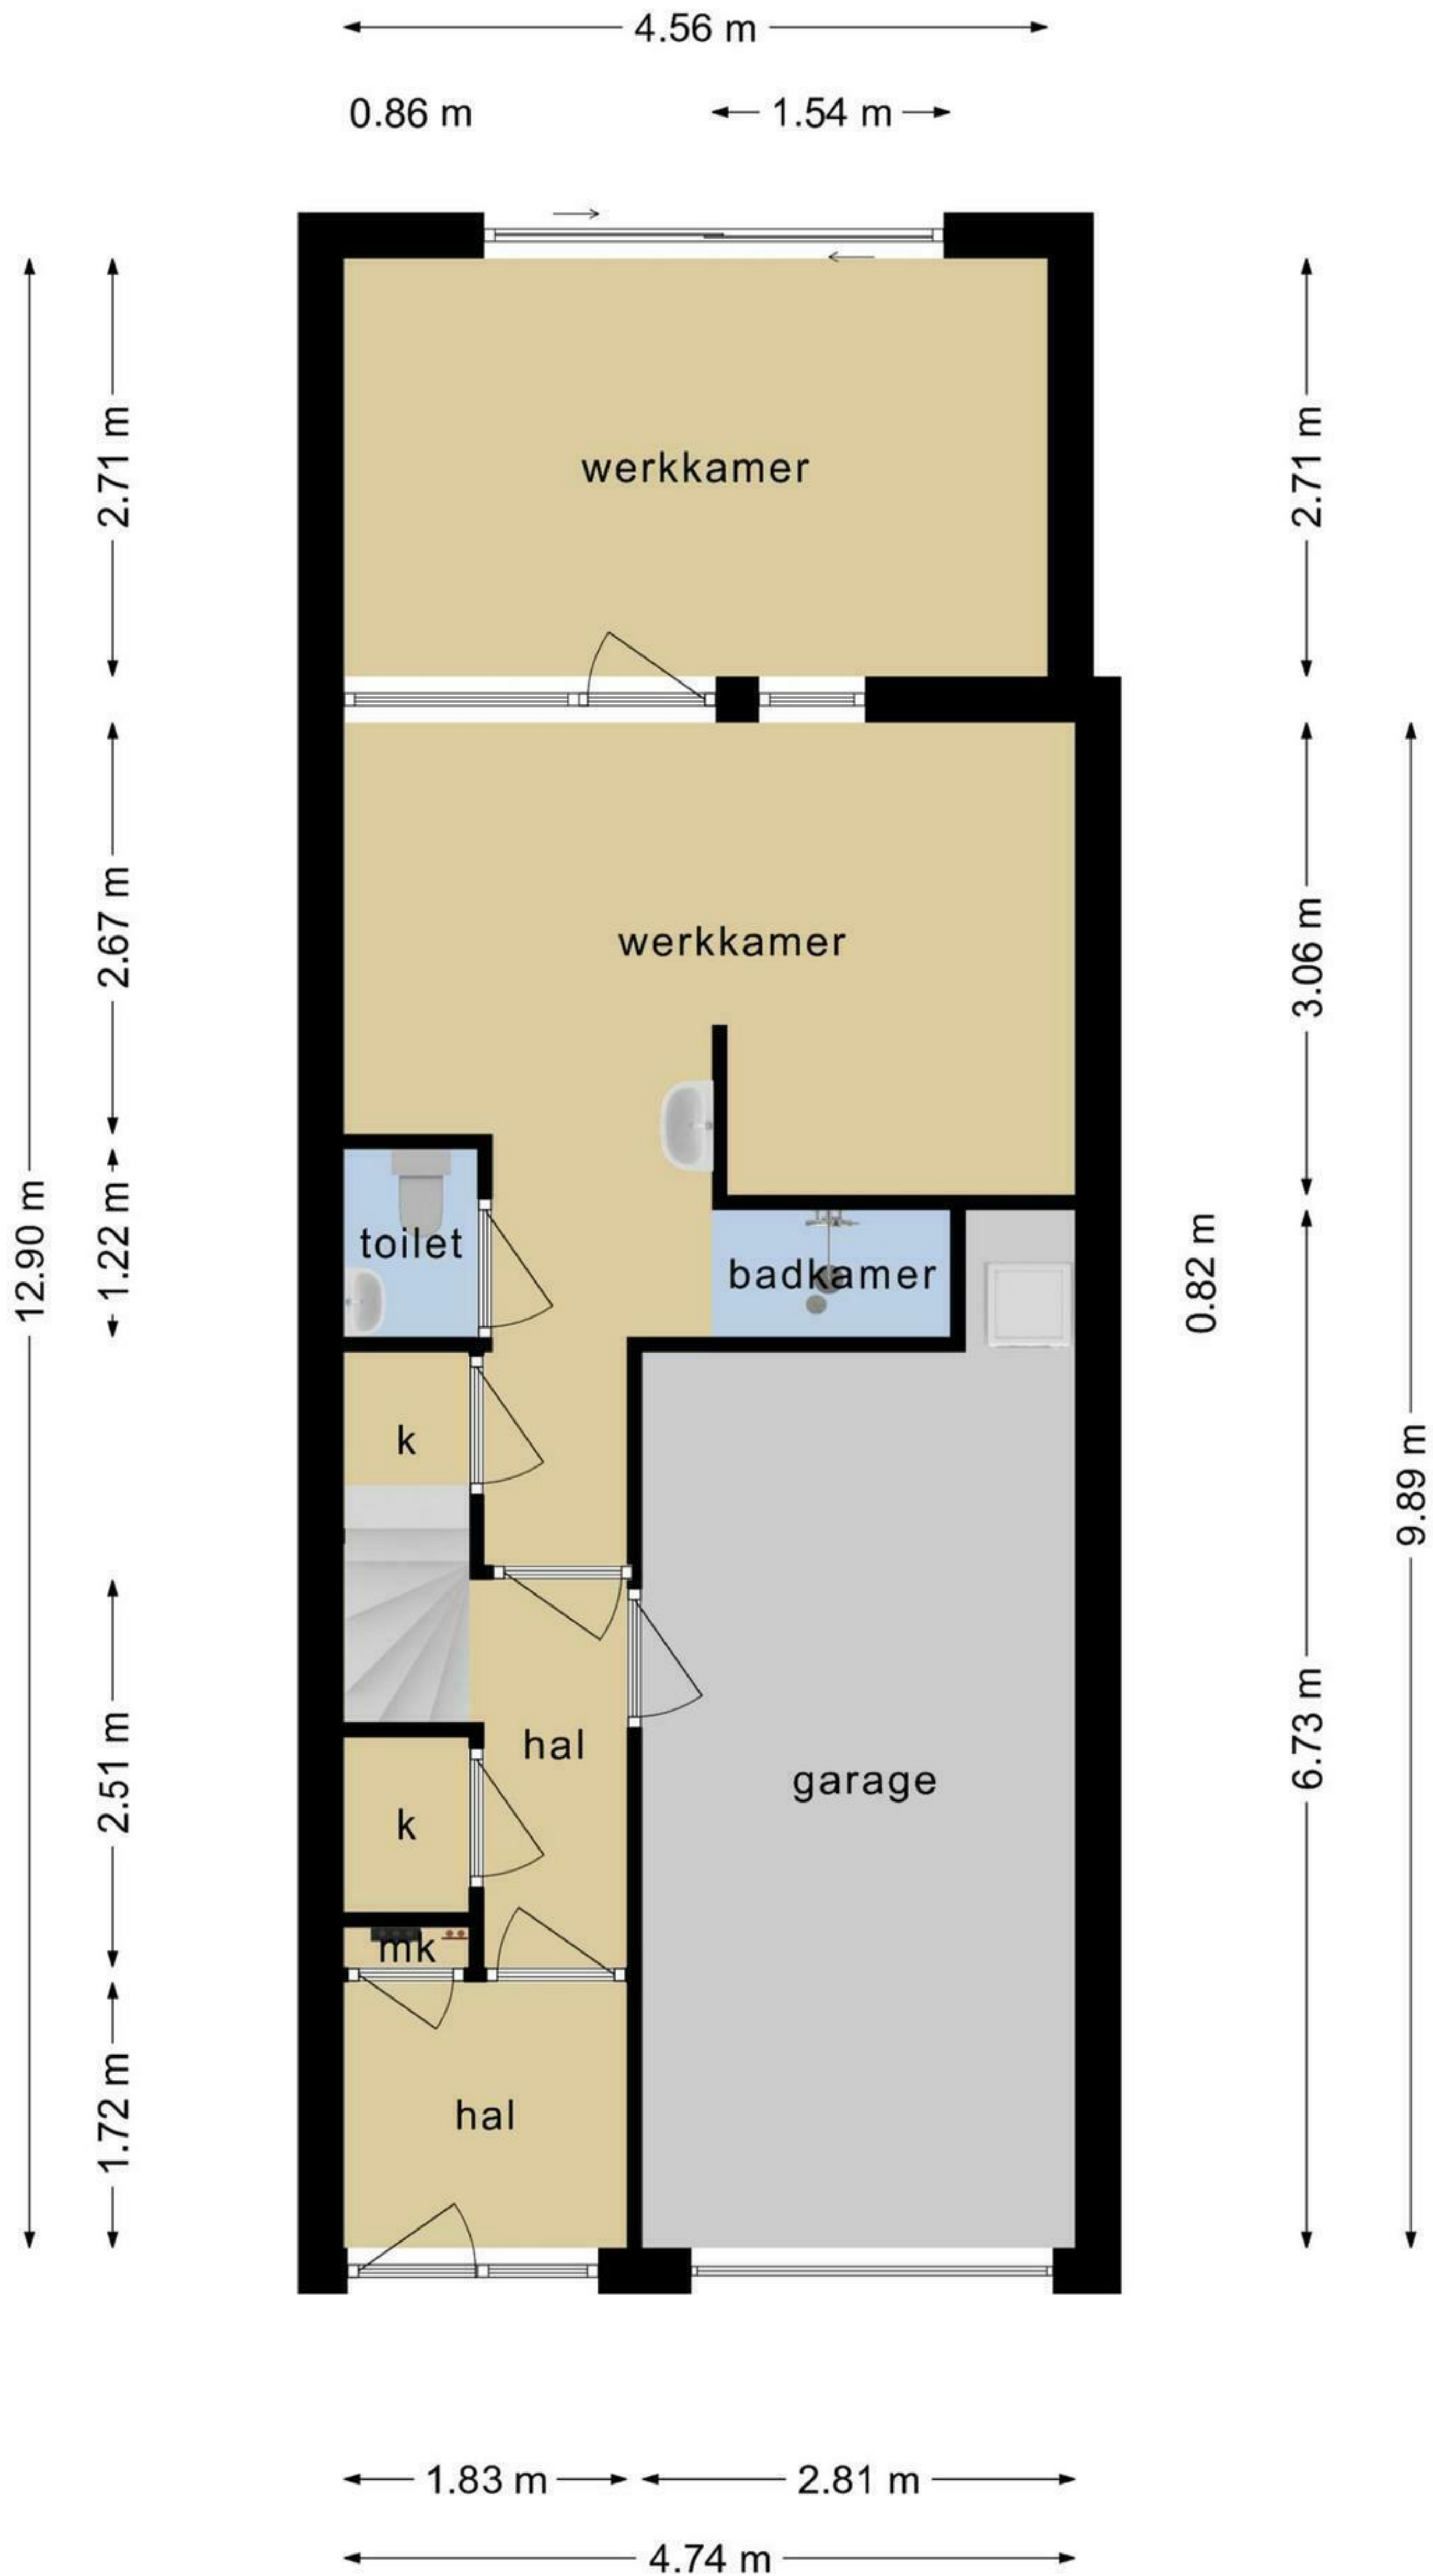 4.56 m
0.86 m
1.54 m
werkkamer
2.71 m
2.71 m
werkkamer
2.67 m
3.06 m
toilet
badkamer
1.22 m
12.90 m
0.82 m
k
9.89 m
hal
garage
2.51 m
6.73 m
k
mk
hal
1.72 m
1.83 m
2.81 m
4.74 m